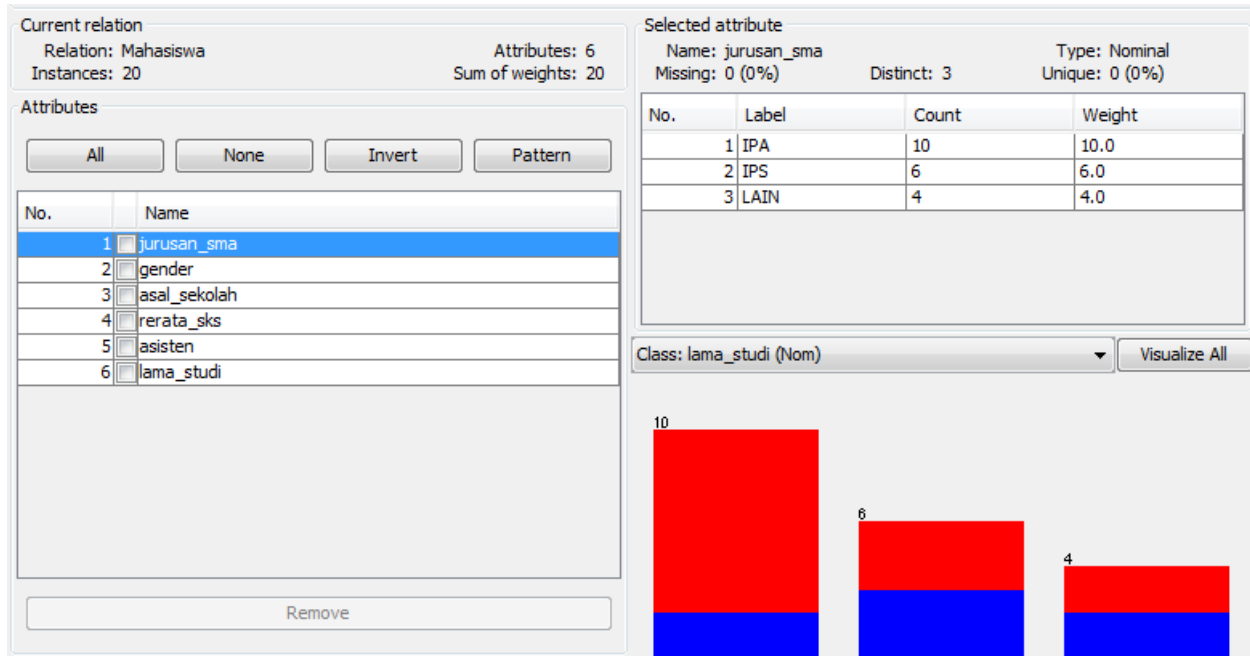 Current relation
Relation: Mahasiswa Attributes: 6
Instances: 20 Sum of weights: 20
Attributes
All None Invert Pattern
No. Name
1 jurusan_sma
2 gender
3 asal_sekolah
4 rerata_sks
5 asisten
6 lama_studi
Remove
Selected attribute
Name: jurusan_sma Type: Nominal
Missing: 0 (0%) Distinct: 3 Unique: 0 (0%)
No. Label Count Weight
1 IPA 10 10.0
2 IPS 6 6.0
3 LAIN 4 4.0
Class: lama_studi (Nom) Visualize All
10
6
4